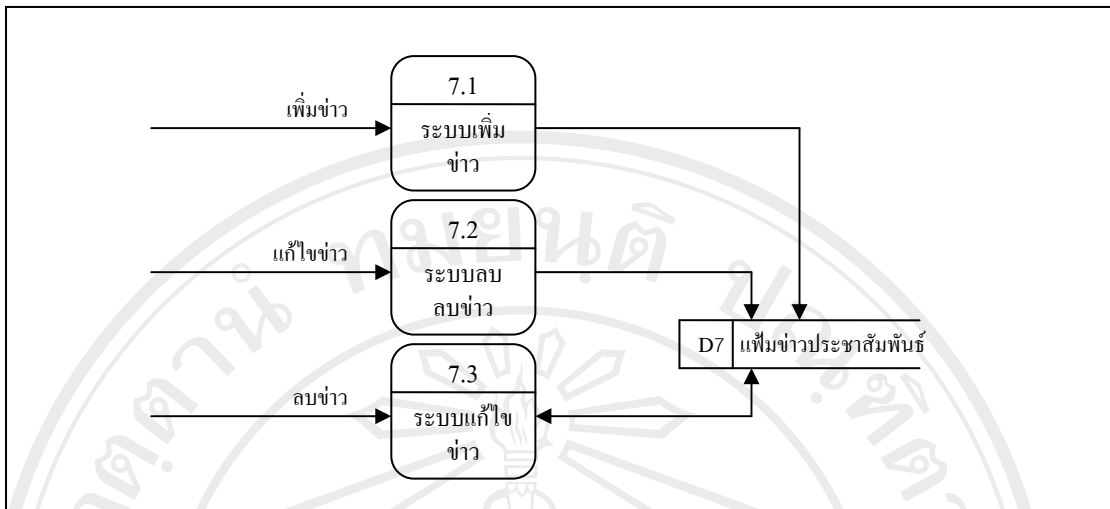 7.1
เพิ่มข่าว
ระบบเพิ่ม
ข่าว
7.2
แก้ไขข่าว
ระบบลบ
ลบข่าว
D7 แฟ้มข่าวประชาสัมพันธ์
7.3
ลบข่าว
ระบบแก้ไข
ข่าว